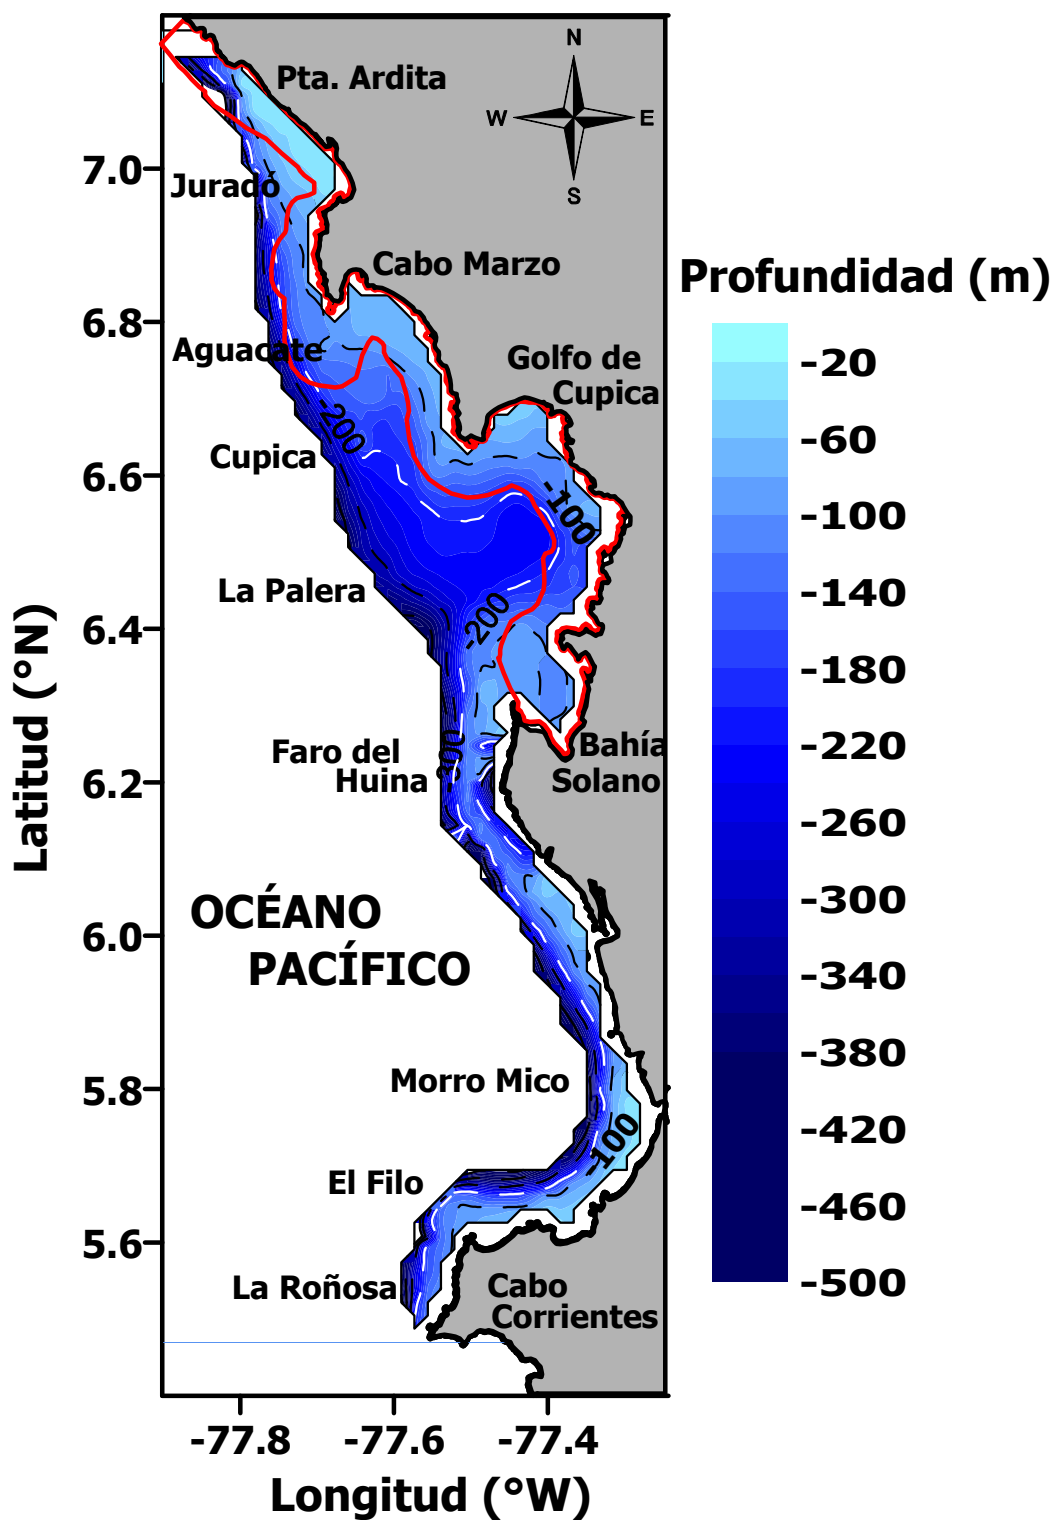 N
W
E
S
Pta. Ardita
7.0
Juradó
Cabo Marzo
Profundidad (m)
6.8
Aguacate
Golfo de
Cupica
-20
-60
-100
-140
-180
-220
-260
-300
-340
-380
-420
-460
-500
-200
Cupica
6.6
-100
La Palera
-200
6.4
Latitud (°N)
Faro del
Huina
-300
Bahía
Solano
6.2
OCÉANO
PACÍFICO
6.0
Morro Mico
5.8
-100
El Filo
5.6
La Roñosa
Cabo
Corrientes
-77.8
-77.6
-77.4
Longitud (°W)